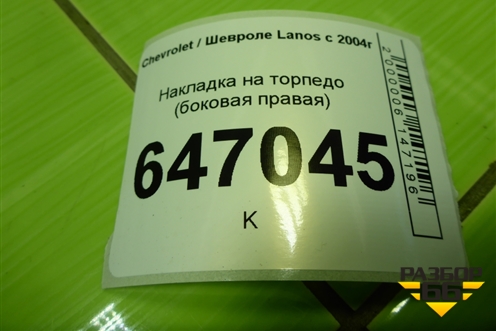 Chevrolet / Шевроле Lanos с 2004г
Накладка на торпедо
(боковая правая)
647045
К
2000006147196
РАЗБОР
66